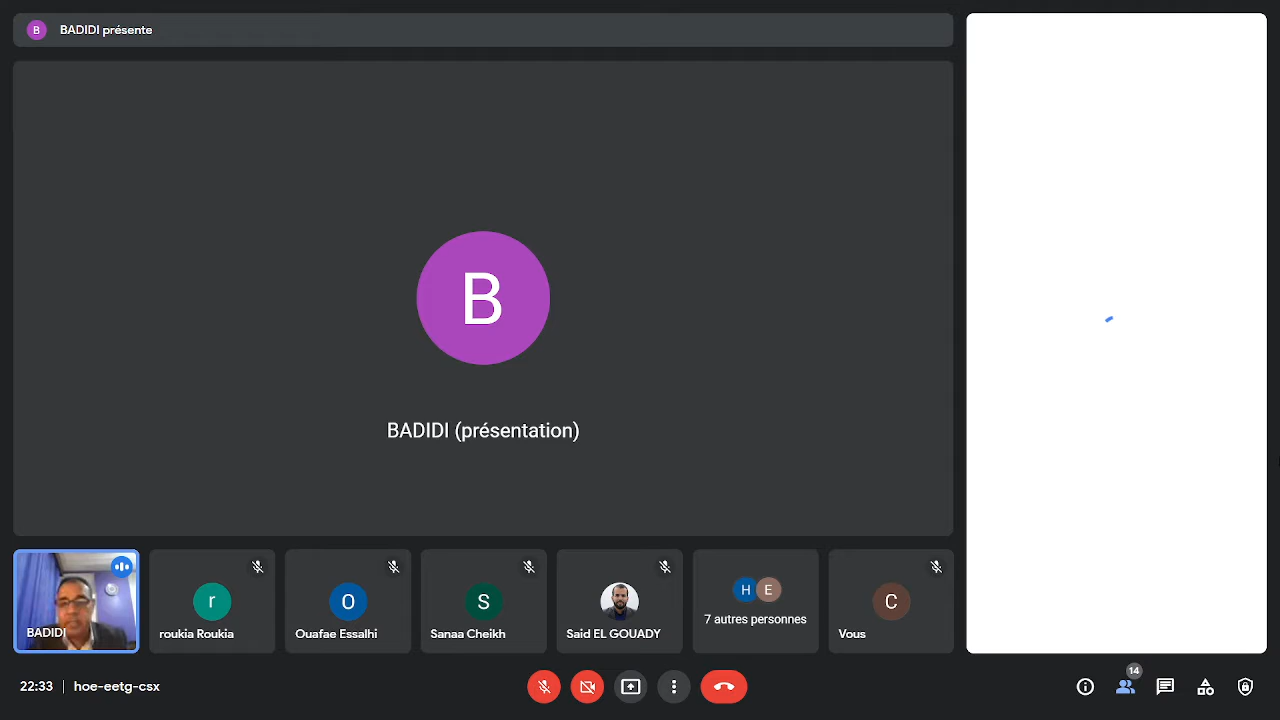 B BADIDI présente
B
BADIDI (présentation)
BADIDI
r
roukia Roukia
O
Ouafae Essalhi
S
Sanaa Cheikh
Said EL GOUADY
H E
7 autres personnes
C
Vous
22:33 | hoe-eetg-csx
14